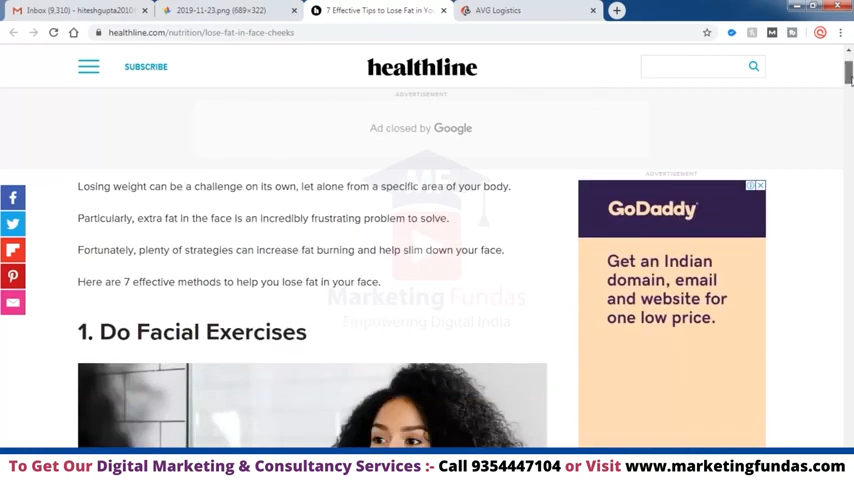 Inbox (9,310) - hiteshgupta2010
2019-11-23.png (689×322)
7 Effective Tips to Lose Fat in You
AVG Logistics
healthline.com/nutrition/lose-fat-in-face-cheeks
SUBSCRIBE
healthline
ADVERTISEMENT
Ad closed by Google
ADVERTISEMENT
Losing weight can be a challenge on its own, let alone from a specific area of your body.
Particularly, extra fat in the face is an incredibly frustrating problem to solve.
Fortunately, plenty of strategies can increase fat burning and help slim down your face.
Here are 7 effective methods to help you lose fat in your face.
1. Do Facial Exercises
GoDaddy
Get an Indian
domain, email
and website for
one low price.
MF
Marketing Fundas
Empowering Digital India
To Get Our Digital Marketing & Consultancy Services :- Call 9354447104 or Visit www.marketingfundas.com